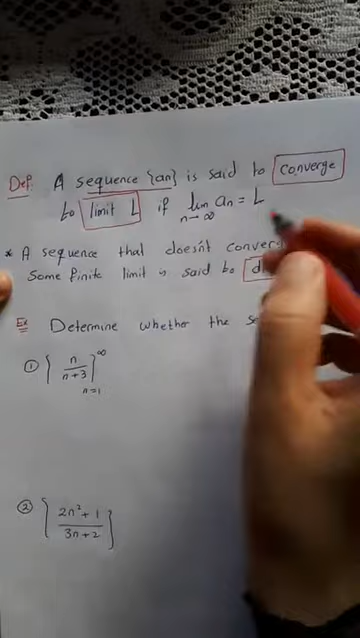 Def: A sequence {an} is said to converge
to limit L if lim n→∞ an = L
* A sequence that doesn't conver
Some finite limit is said to d
Ex Determine whether the se
① { n / n+3 }∞ n=1
② { 2n² + 1 / 3n + 2 }